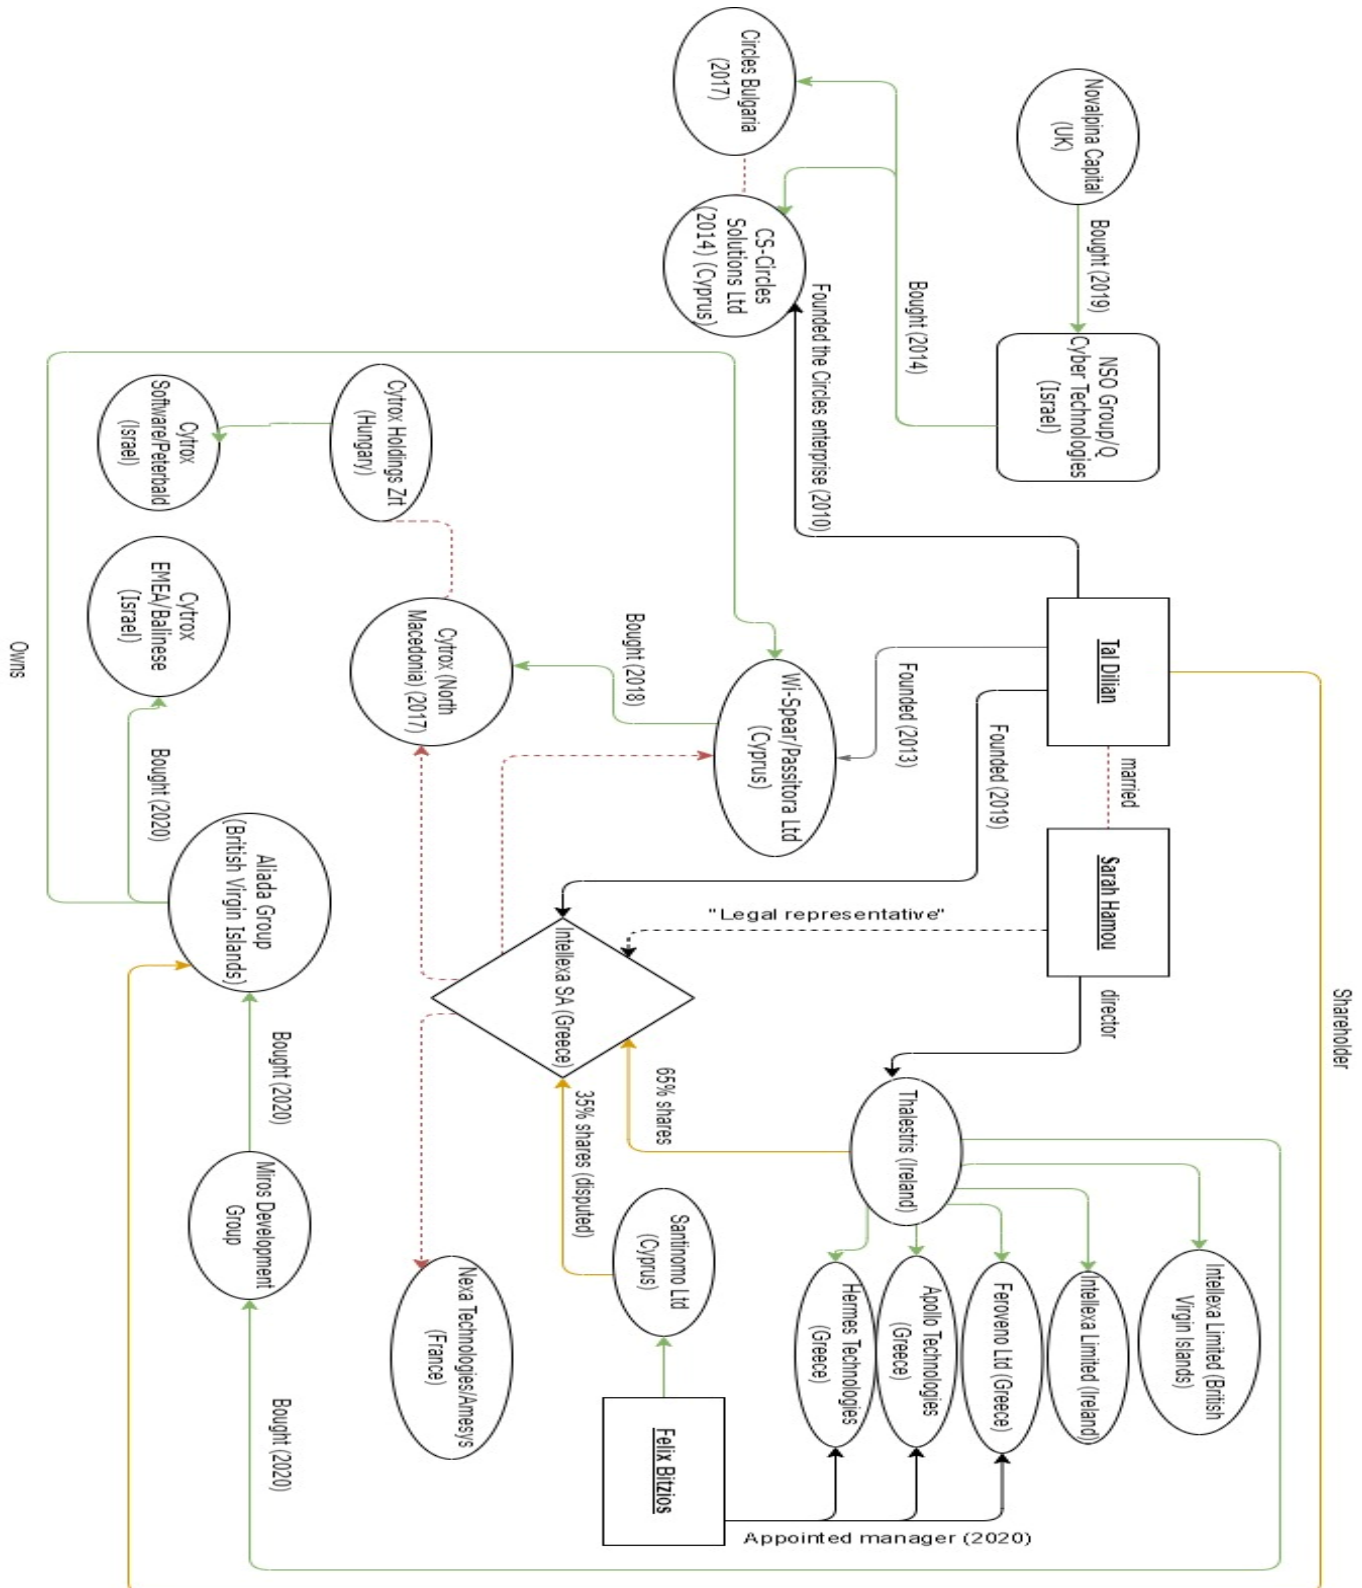 Shareholder
Novalpina Capital
(UK)
Bought (2019)
NSO Group/Q
Cyber Technologies
(Israel)
Tal Dilian
married
Sarah Hamou
director
Intellexa Limited (British
Virgin Islands)
Intellexa Limited
(Ireland)
Feroveno Ltd (Greece)
Apollo Technologies
(Greece)
Hermes Technologies
(Greece)
Appointed manager (2020)
Thalestris (Ireland)
Founded (2019)
Founded (2013)
Bought (2014)
Founded the Circles enterprise (2010)
"Legal representative"
Circles Bulgaria
(2017)
CS-Circles
Solutions Ltd
(2014) (Cyprus)
Wi-Spear/Passitora Ltd
(Cyprus)
65% shares
Santinomo Ltd
(Cyprus)
Felix Bitzios
Bought (2018)
35% shares (disputed)
Intellexa SA (Greece)
Cytrox (North
Macedonia) (2017)
Nexa Technologies/Amesys
(France)
Cytrox Holdings Zrt
(Hungary)
Bought (2020)
Bought (2020)
Miros Development
Group
Aliada Group
(British Virgin Islands)
Cytrox
Software/Peterbald
(Israel)
Cytrox
EMEA/Balinese
(Israel)
Bought (2020)
Owns